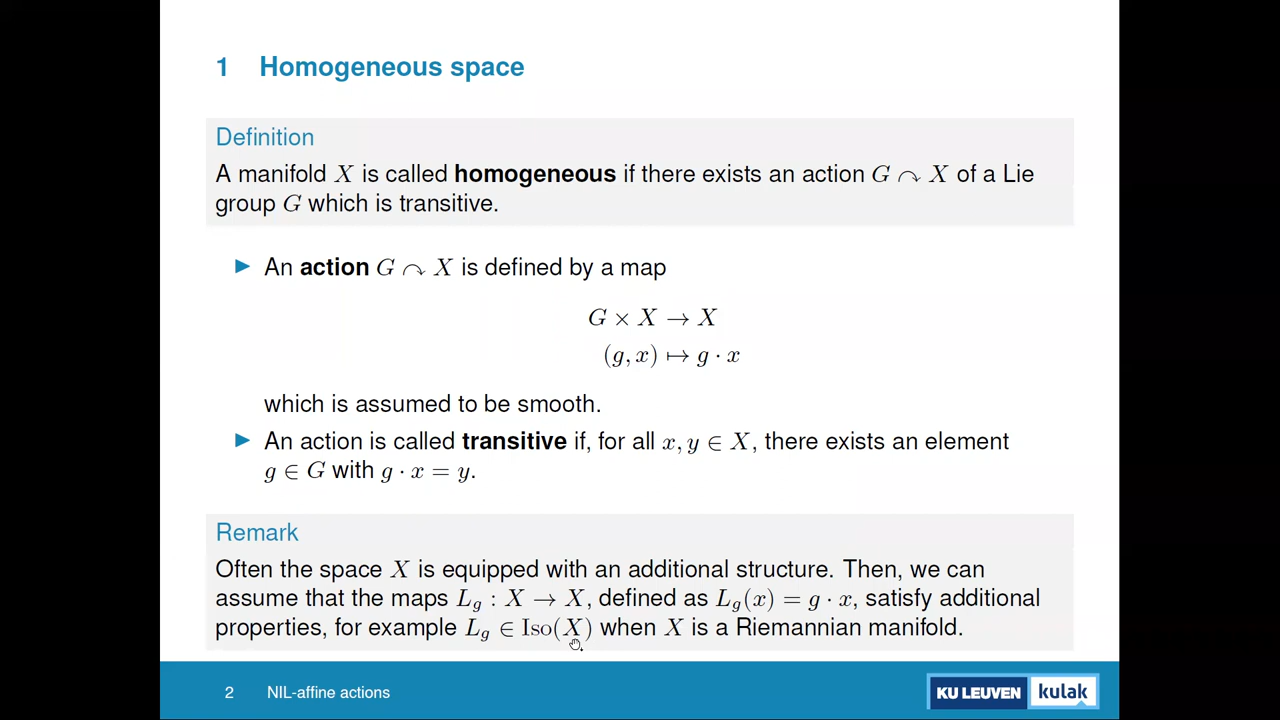 1 Homogeneous space
Definition
A manifold X is called homogeneous if there exists an action G ↷ X of a Lie
group G which is transitive.
▶ An action G ↷ X is defined by a map
G × X → X
(g, x) ↦ g · x
which is assumed to be smooth.
▶ An action is called transitive if, for all x, y ∈ X, there exists an element
g ∈ G with g · x = y.
Remark
Often the space X is equipped with an additional structure. Then, we can
assume that the maps L_g : X → X, defined as L_g(x) = g · x, satisfy additional
properties, for example L_g ∈ Iso(X) when X is a Riemannian manifold.
2 NIL-affine actions
KU LEUVEN kulak